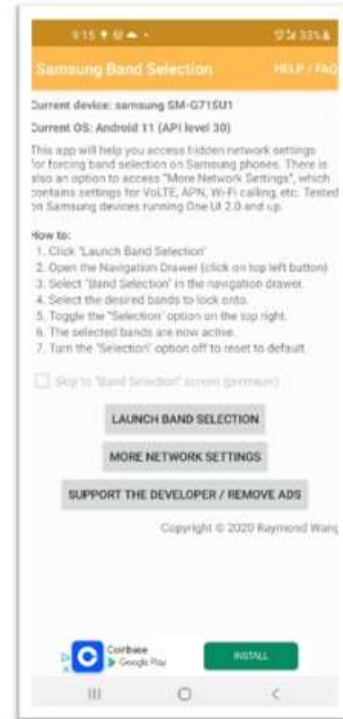 9:15
33%
Samsung Band Selection
HELP / FAQ
Current device: samsung SM-G715U1
Current OS: Android 11 (API level 30)
This app will help you access hidden network settings
for forcing band selection on Samsung phones. There is
also an option to access "More Network Settings", which
contains settings for VoLTE, APN, Wi-Fi calling, etc. Tested
on Samsung devices running One UI 2.0 and up.
How to:
1. Click "Launch Band Selection"
2. Open the Navigation Drawer (click on top left button)
3. Select "Band Selection" in the navigation drawer.
4. Select the desired bands to lock onto.
5. Toggle the "Selection" option on the top right.
6. The selected bands are now active.
7. Turn the "Selection" option off to reset to default.
Skip to "Band Selection" screen (premium)
LAUNCH BAND SELECTION
MORE NETWORK SETTINGS
SUPPORT THE DEVELOPER / REMOVE ADS
Copyright © 2020 Raymond Wang
Coinbase
Google Play
INSTALL